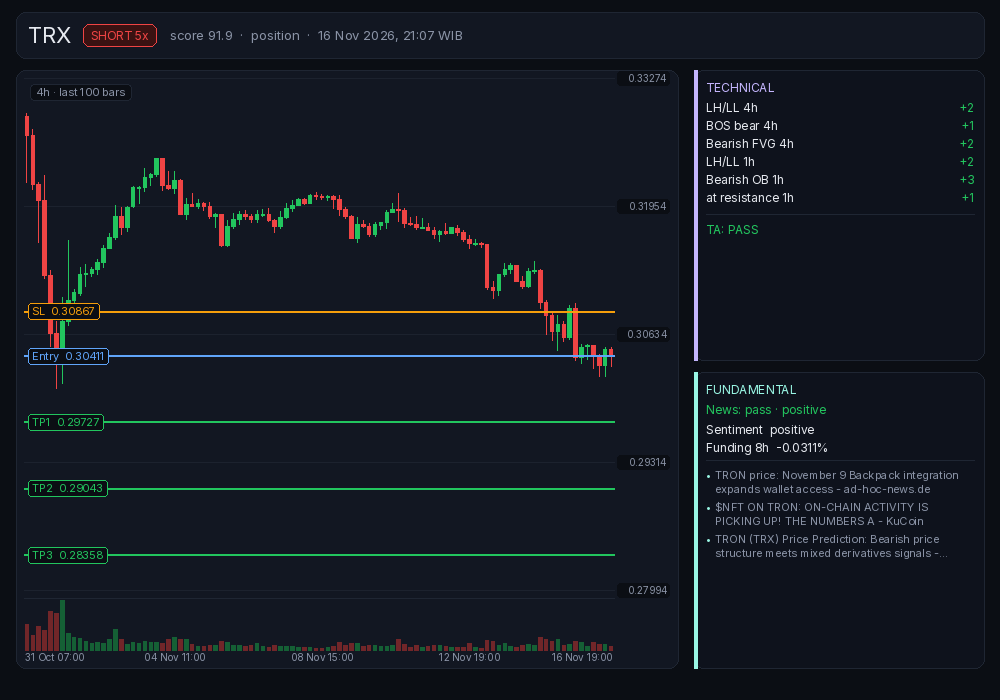 TRX SHORT 5x score 91.9 · position · 16 Nov 2026, 21:07 WIB
4h · last 100 bars
0.33274
0.31954
SL 0.30867
0.30634
Entry 0.30411
TP1 0.29727
0.29314
TP2 0.29043
TP3 0.28358
0.27994
31 Oct 07:00 04 Nov 11:00 08 Nov 15:00 12 Nov 19:00 16 Nov 19:00
TECHNICAL
LH/LL 4h +2
BOS bear 4h +1
Bearish FVG 4h +2
LH/LL 1h +2
Bearish OB 1h +3
at resistance 1h +1
TA: PASS
FUNDAMENTAL
News: pass · positive
Sentiment positive
Funding 8h -0.0311%
• TRON price: November 9 Backpack integration
expands wallet access - ad-hoc-news.de
• $NFT ON TRON: ON-CHAIN ACTIVITY IS
PICKING UP! THE NUMBERS A - KuCoin
• TRON (TRX) Price Prediction: Bearish price
structure meets mixed derivatives signals -...